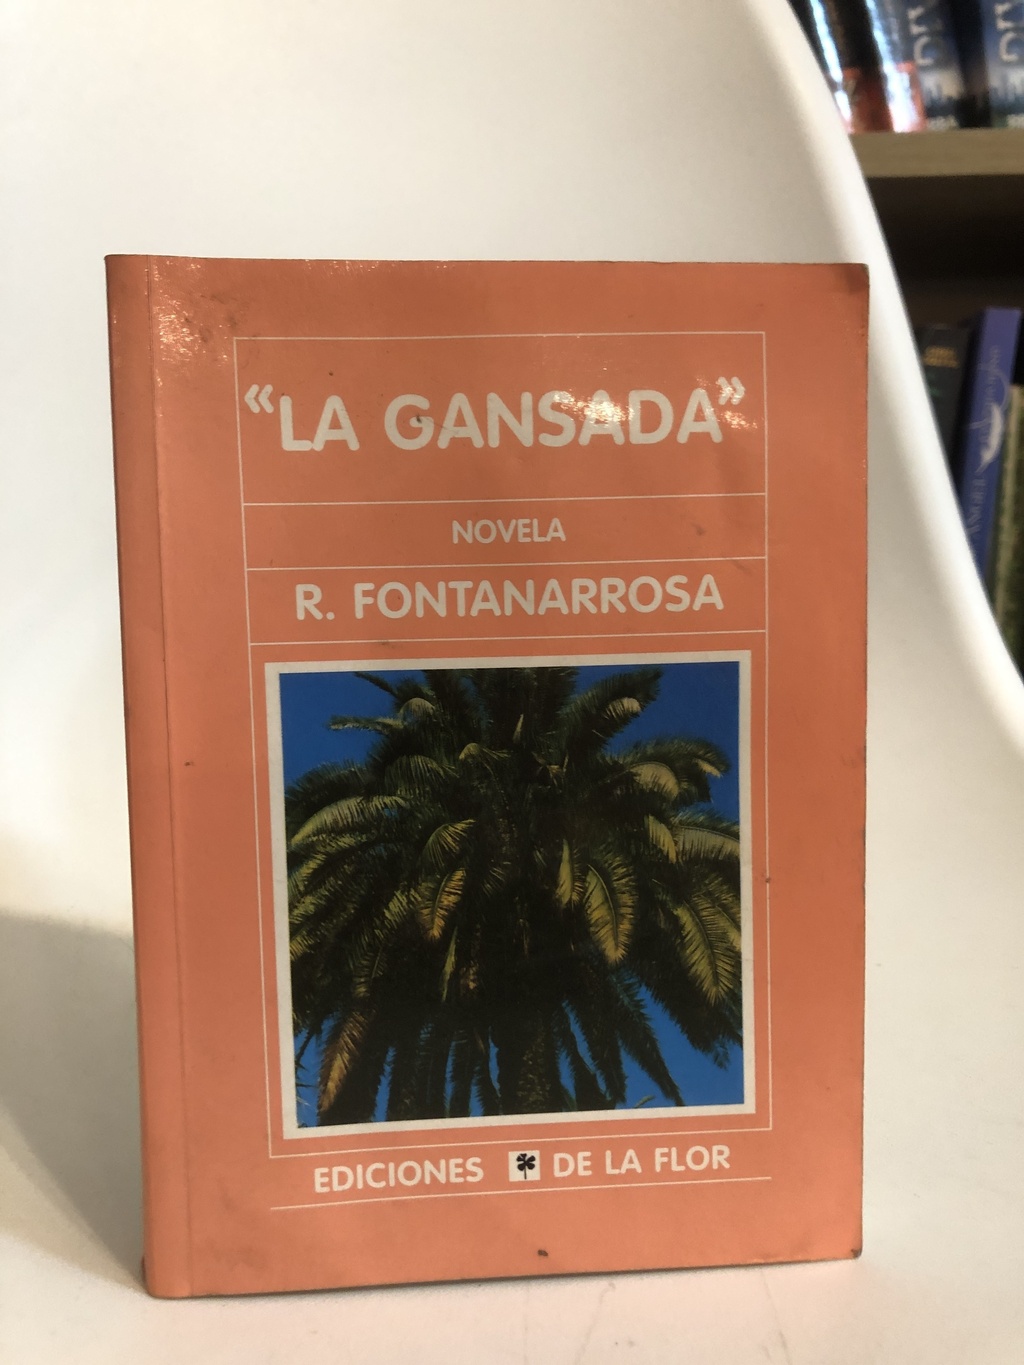 “LA GANSADA”
NOVELA
R. FONTANARROSA
EDICIONES DE LA FLOR